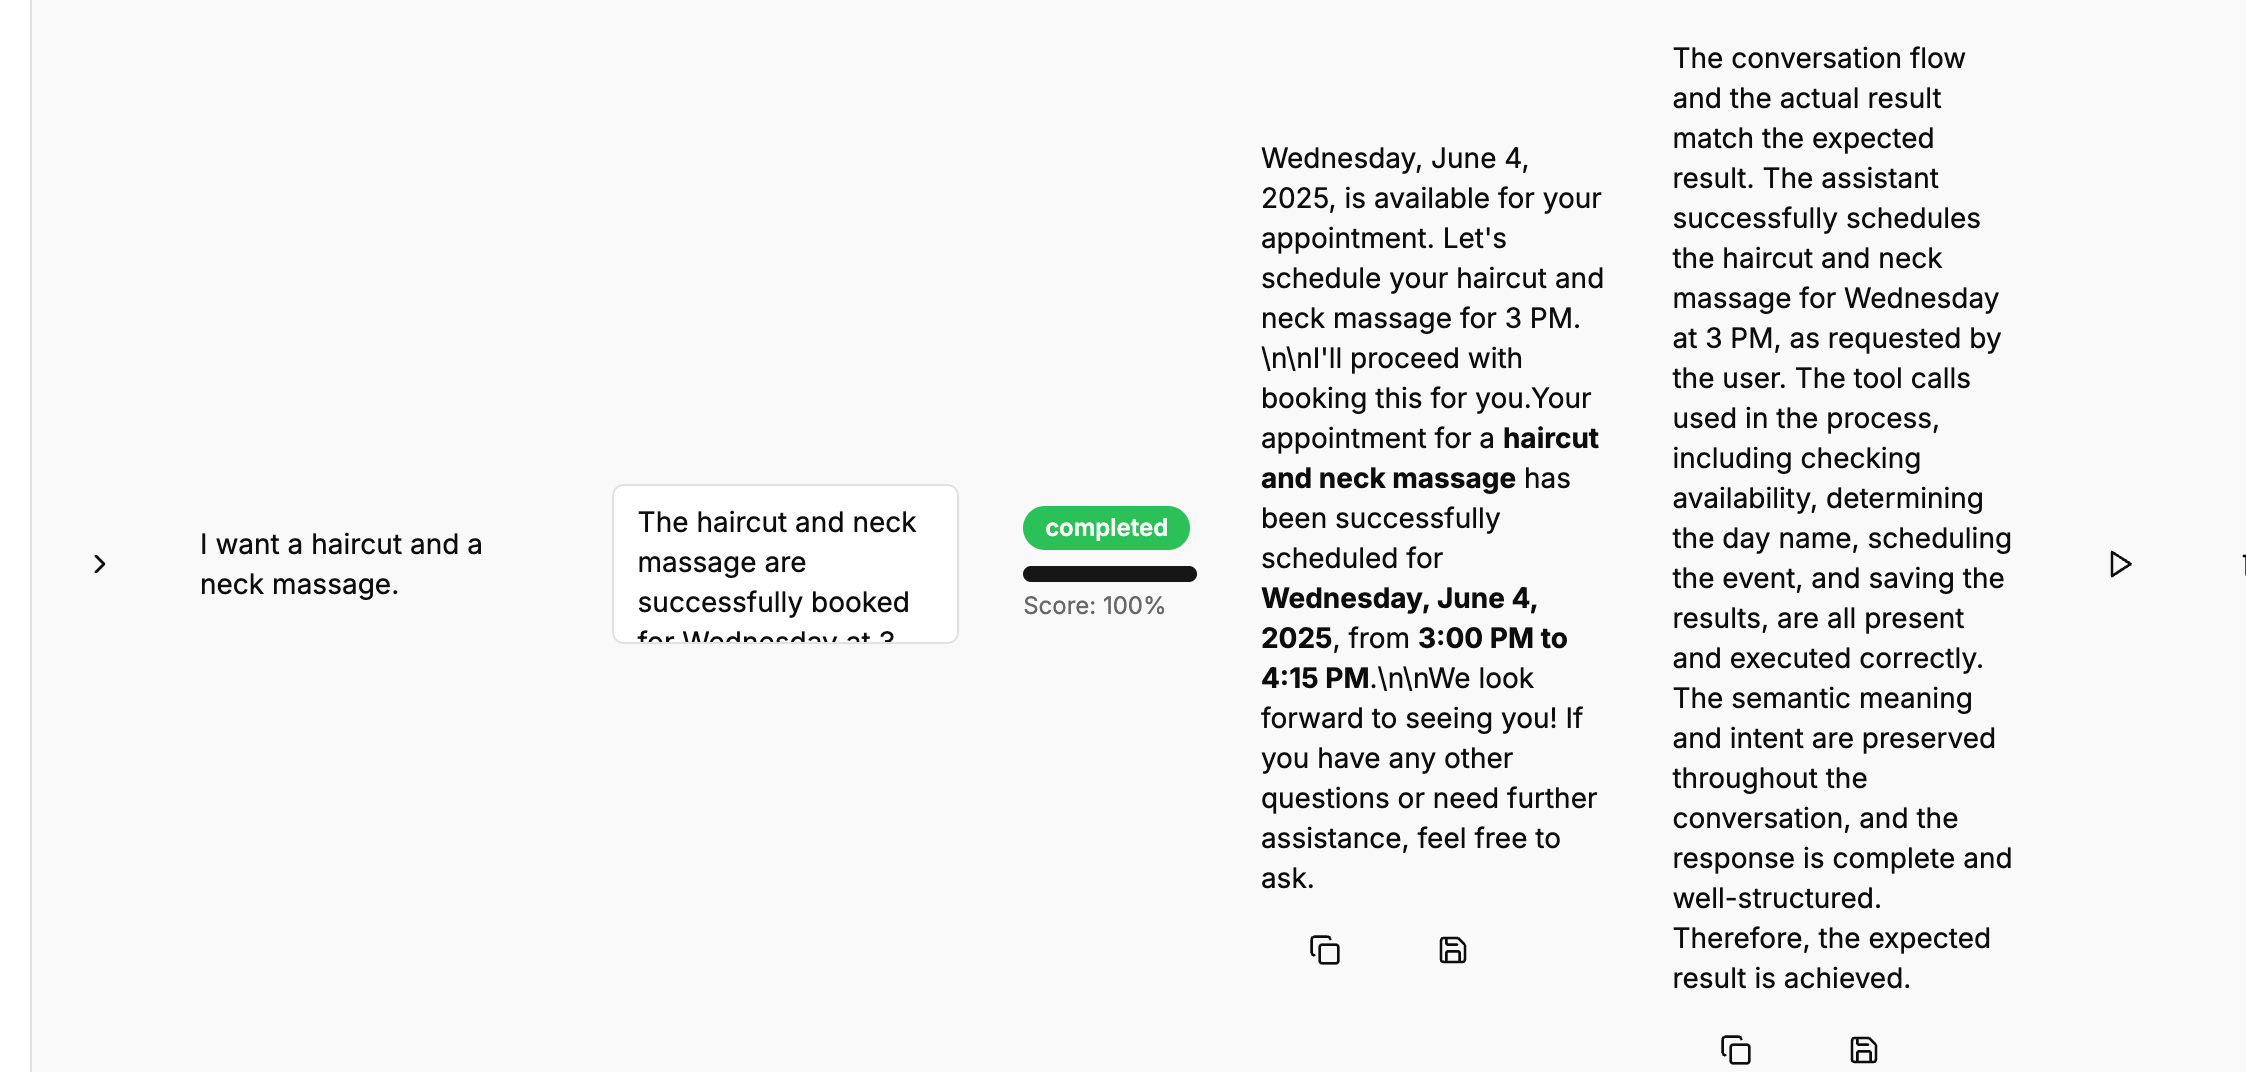 I want a haircut and a
neck massage.
The haircut and neck
massage are
successfully booked
for Wednesday at 3
completed
Score: 100%
Wednesday, June 4,
2025, is available for your
appointment. Let's
schedule your haircut and
neck massage for 3 PM.
\n\nI'll proceed with
booking this for you.Your
appointment for a haircut
and neck massage has
been successfully
scheduled for
Wednesday, June 4,
2025, from 3:00 PM to
4:15 PM.\n\nWe look
forward to seeing you! If
you have any other
questions or need further
assistance, feel free to
ask.
The conversation flow
and the actual result
match the expected
result. The assistant
successfully schedules
the haircut and neck
massage for Wednesday
at 3 PM, as requested by
the user. The tool calls
used in the process,
including checking
availability, determining
the day name, scheduling
the event, and saving the
results, are all present
and executed correctly.
The semantic meaning
and intent are preserved
throughout the
conversation, and the
response is complete and
well-structured.
Therefore, the expected
result is achieved.